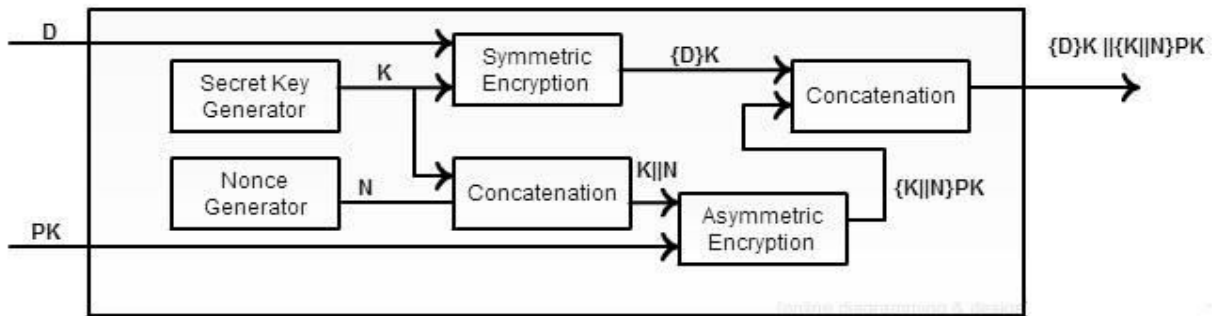 D
Secret Key
Generator
K
Symmetric
Encryption
{D}K
Concatenation
{D}K ||{K||N}PK
Nonce
Generator
N
Concatenation
K||N
Asymmetric
Encryption
{K||N}PK
PK